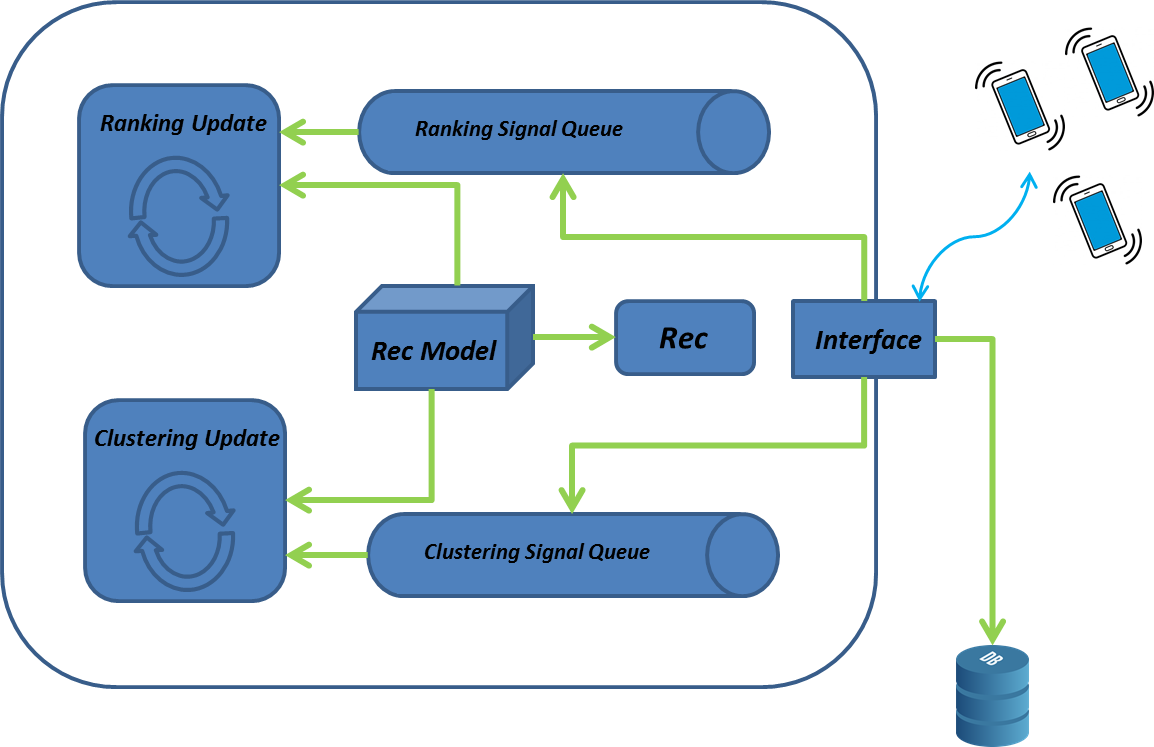 Ranking Update
Ranking Signal Queue
Rec Model
Rec
Interface
Clustering Update
Clustering Signal Queue
DB